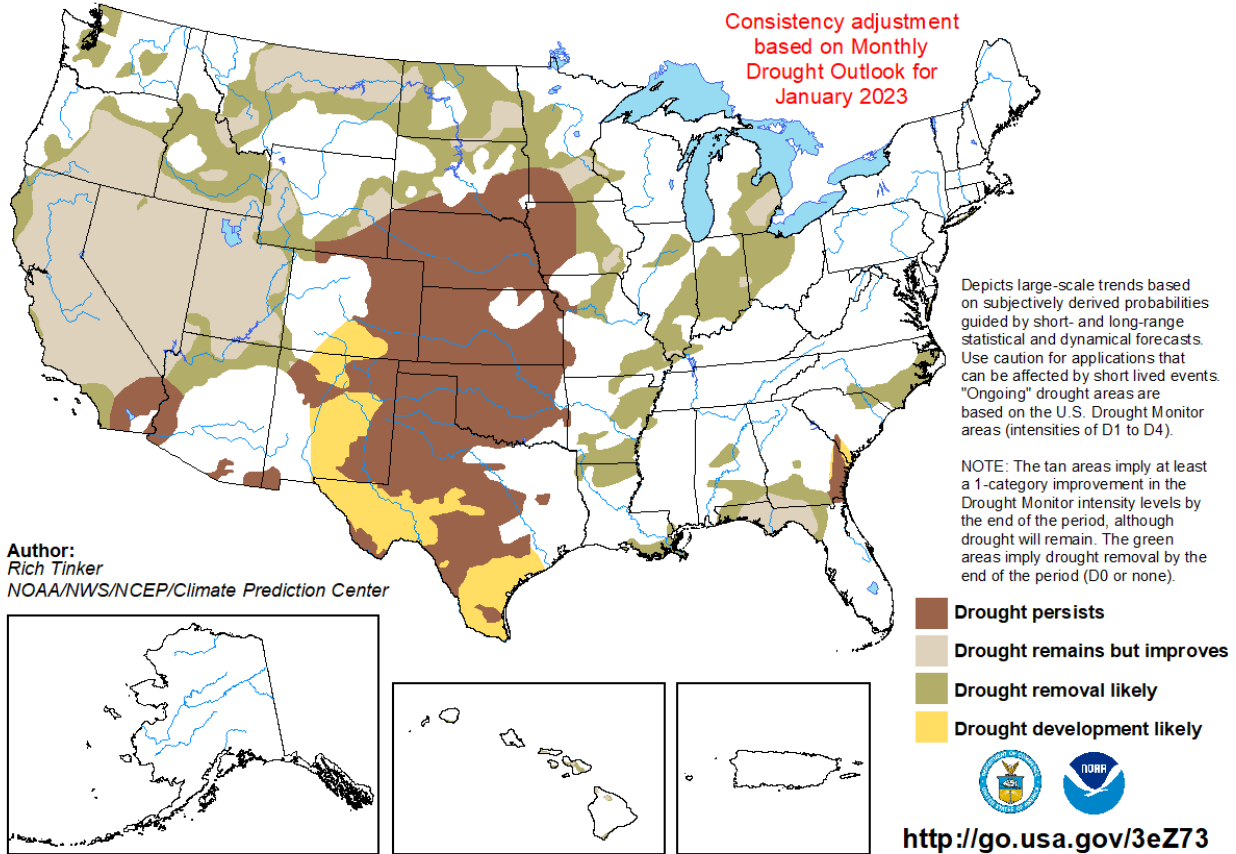 Consistency adjustment
based on Monthly
Drought Outlook for
January 2023
Depicts large-scale trends based
on subjectively derived probabilities
guided by short- and long-range
statistical and dynamical forecasts.
Use caution for applications that
can be affected by short lived events.
"Ongoing" drought areas are
based on the U.S. Drought Monitor
areas (intensities of D1 to D4).
NOTE: The tan areas imply at least
a 1-category improvement in the
Drought Monitor intensity levels by
the end of the period, although
drought will remain. The green
areas imply drought removal by the
end of the period (D0 or none).
Author:
Rich Tinker
NOAA/NWS/NCEP/Climate Prediction Center
Drought persists
Drought remains but improves
Drought removal likely
Drought development likely
NOAA
http://go.usa.gov/3eZ73